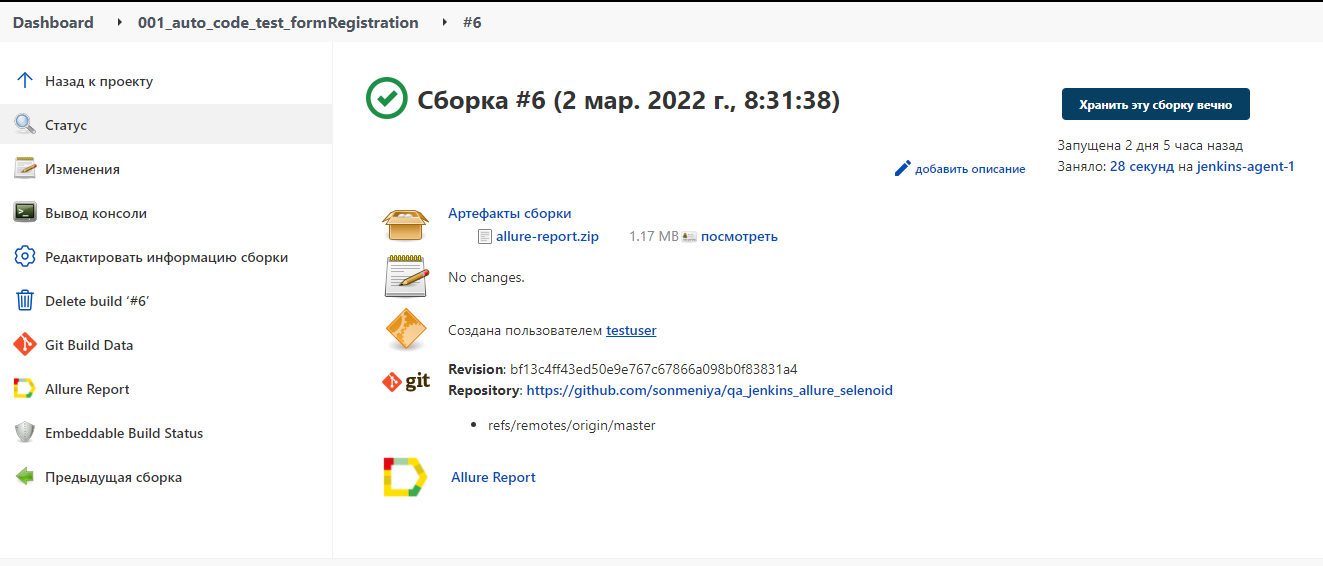 Dashboard 001_auto_code_test_formRegistration #6
Назад к проекту
Статус
Изменения
Вывод консоли
Редактировать информацию сборки
Delete build ‘#6’
Git Build Data
Allure Report
Embeddable Build Status
Предыдущая сборка
Сборка #6 (2 мар. 2022 г., 8:31:38)
Хранить эту сборку вечно
Запущена 2 дня 5 часа назад
Заняло: 28 секунд на jenkins-agent-1
добавить описание
Артефакты сборки
allure-report.zip 1.17 MB посмотреть
No changes.
Создана пользователем testuser
git
Revision: bf13c4ff43ed50e9e767c67866a098b0f83831a4
Repository: https://github.com/sonmeniya/qa_jenkins_allure_selenoid
refs/remotes/origin/master
Allure Report